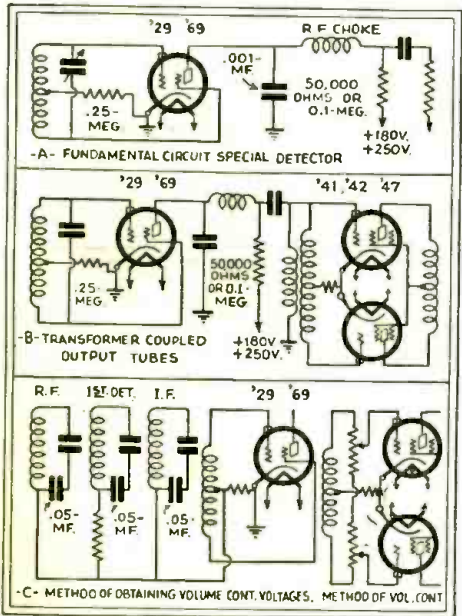 '29 '69
R.F. CHOKE
.001-
MF.
50,000
OHMS OR
0.1-MEG.
.25-
MEG.
+180V.
+250V.
-A- FUNDAMENTAL CIRCUIT SPECIAL DETECTOR
'29 '69
'41, '42 '47
.25-
MEG.
50,000
OHMS
OR 0.1-
MEG
+180V
+250V.
-B- TRANSFORMER COUPLED
OUTPUT TUBES
R.F. 1ST DET. I.F.
'29 '69
.05-
MF.
.05-
MF.
.05-
MF.
-C- METHOD OF OBTAINING VOLUME CONT. VOLTAGES. METHOD OF VOL. CONT